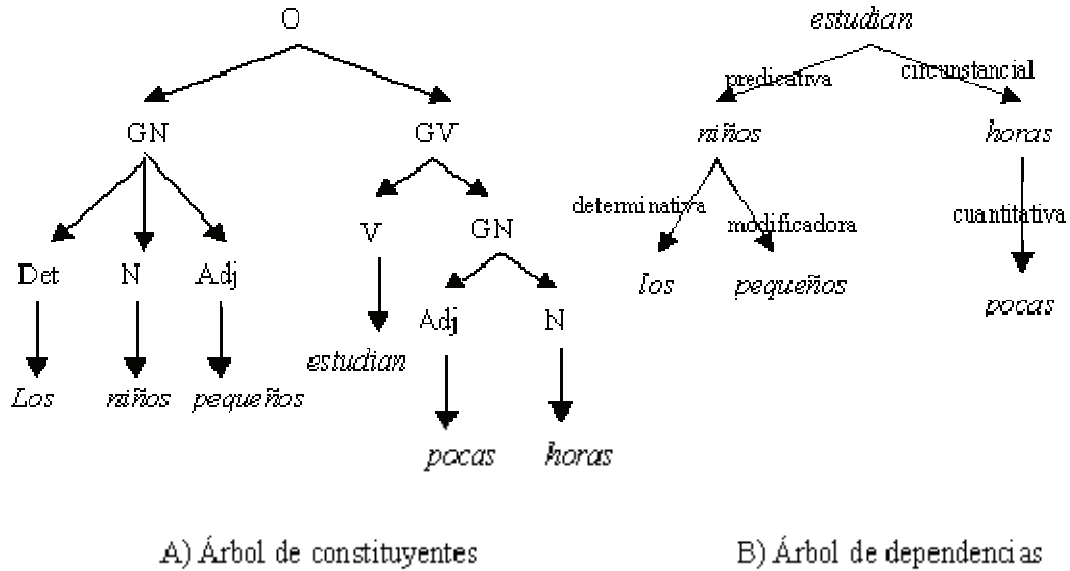 O estudian
predicativa circunstancial
GN GV niños horas
determinativa modificadora cuantitativa
V GN
Det N Adj los pequeños
Adj N pocas
estudian
Los niños pequeños
pocas horas
A) Árbol de constituyentes B) Árbol de dependencias